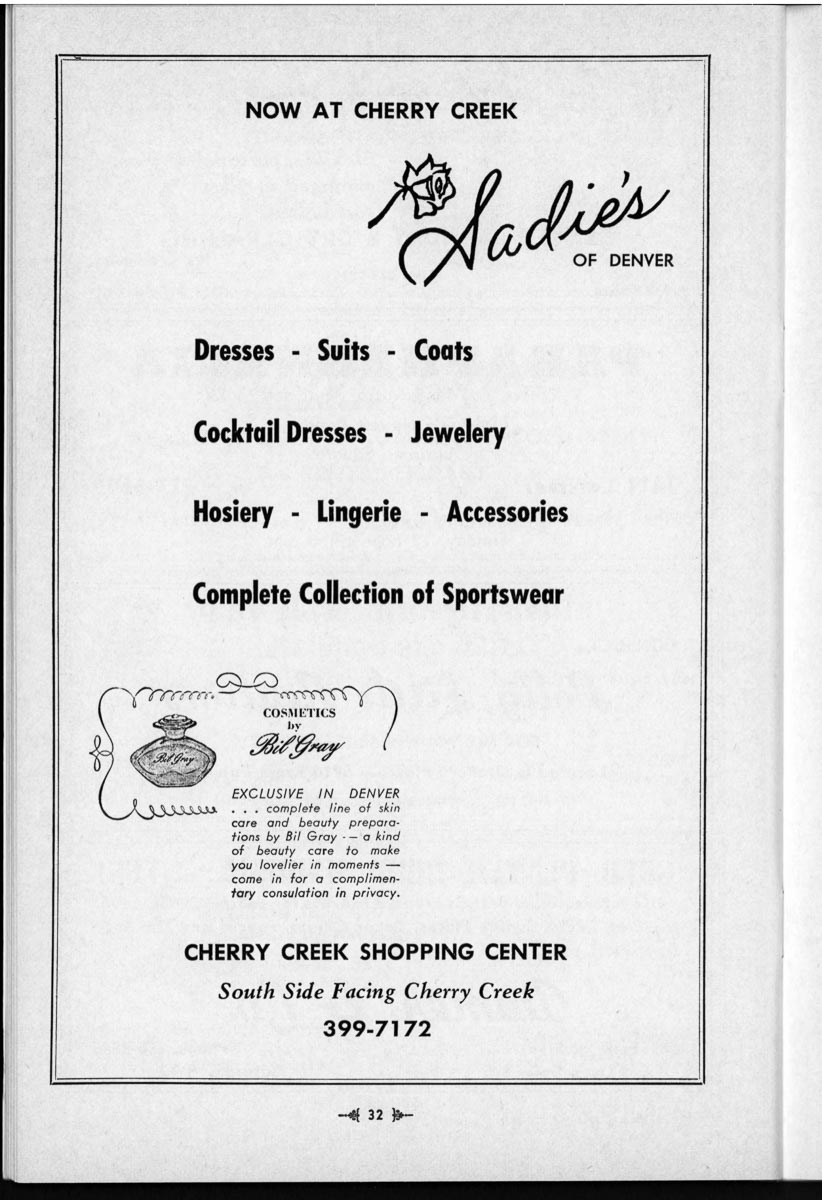 NOW AT CHERRY CREEK
Sadie's
OF DENVER
Dresses - Suits - Coats
Cocktail Dresses - Jewelery
Hosiery - Lingerie - Accessories
Complete Collection of Sportswear
COSMETICS
by
Bil Gray
Bil Gray
EXCLUSIVE IN DENVER
. . . complete line of skin
care and beauty prepara-
tions by Bil Gray -— a kind
of beauty care to make
you lovelier in moments —
come in for a complimen-
tary consulation in privacy.
CHERRY CREEK SHOPPING CENTER
South Side Facing Cherry Creek
399-7172
32